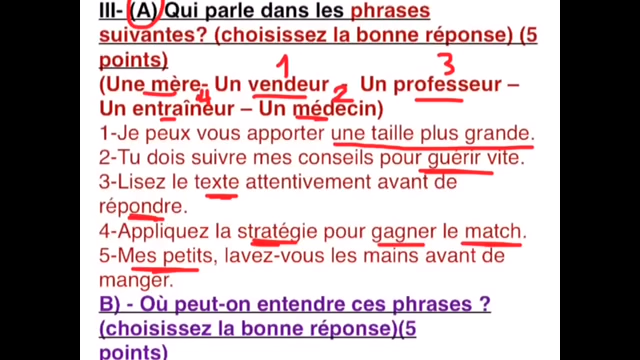 III- (A) Qui parle dans les phrases
suivantes? (choisissez la bonne réponse) (5
points)
1 3
(Une mère- Un vendeur - Un professeur –
4 2
Un entraîneur – Un médecin)
1-Je peux vous apporter une taille plus grande.
2-Tu dois suivre mes conseils pour guérir vite.
3-Lisez le texte attentivement avant de
répondre.
4-Appliquez la stratégie pour gagner le match.
5-Mes petits, lavez-vous les mains avant de
manger.
B) - Où peut-on entendre ces phrases ?
(choisissez la bonne réponse)(5
points)